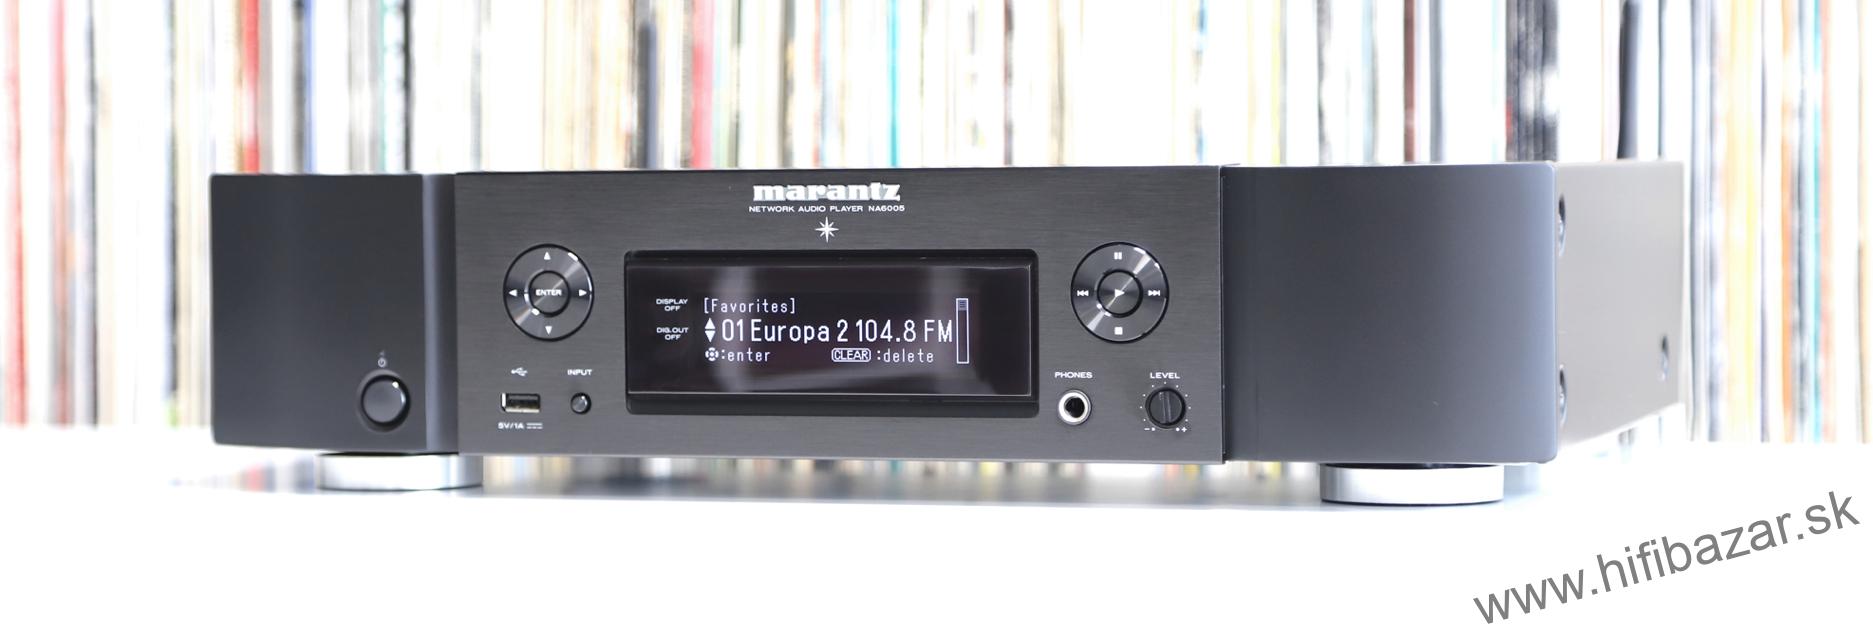 marantz
NETWORK AUDIO PLAYER NA6005
ENTER
DISPLAY
OFF
DIG.OUT
OFF
[Favorites]
01 Europa 2 104.8 FM
:enter
CLEAR :delete
INPUT
5V/1A
PHONES
LEVEL
- +
www.hifibazar.sk